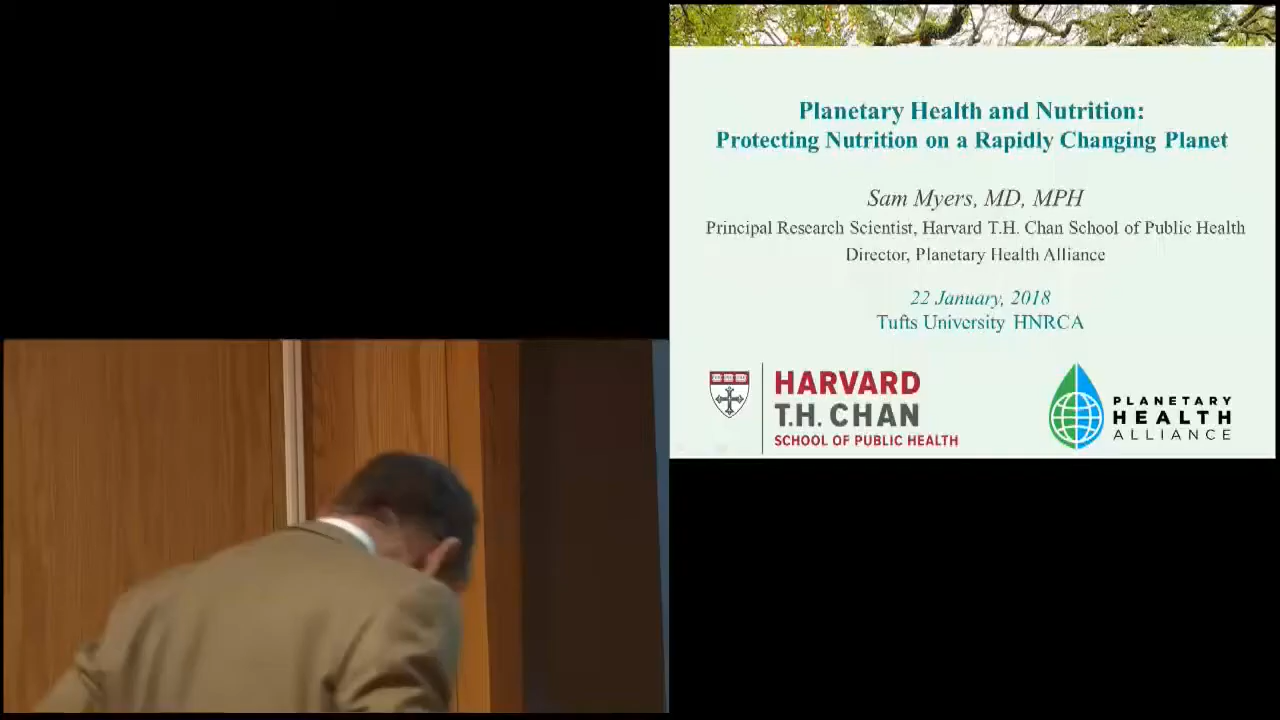 Planetary Health and Nutrition:
Protecting Nutrition on a Rapidly Changing Planet
Sam Myers, MD, MPH
Principal Research Scientist, Harvard T.H. Chan School of Public Health
Director, Planetary Health Alliance
22 January, 2018
Tufts University HNRCA
HARVARD
T.H. CHAN
SCHOOL OF PUBLIC HEALTH
PLANETARY
HEALTH
ALLIANCE